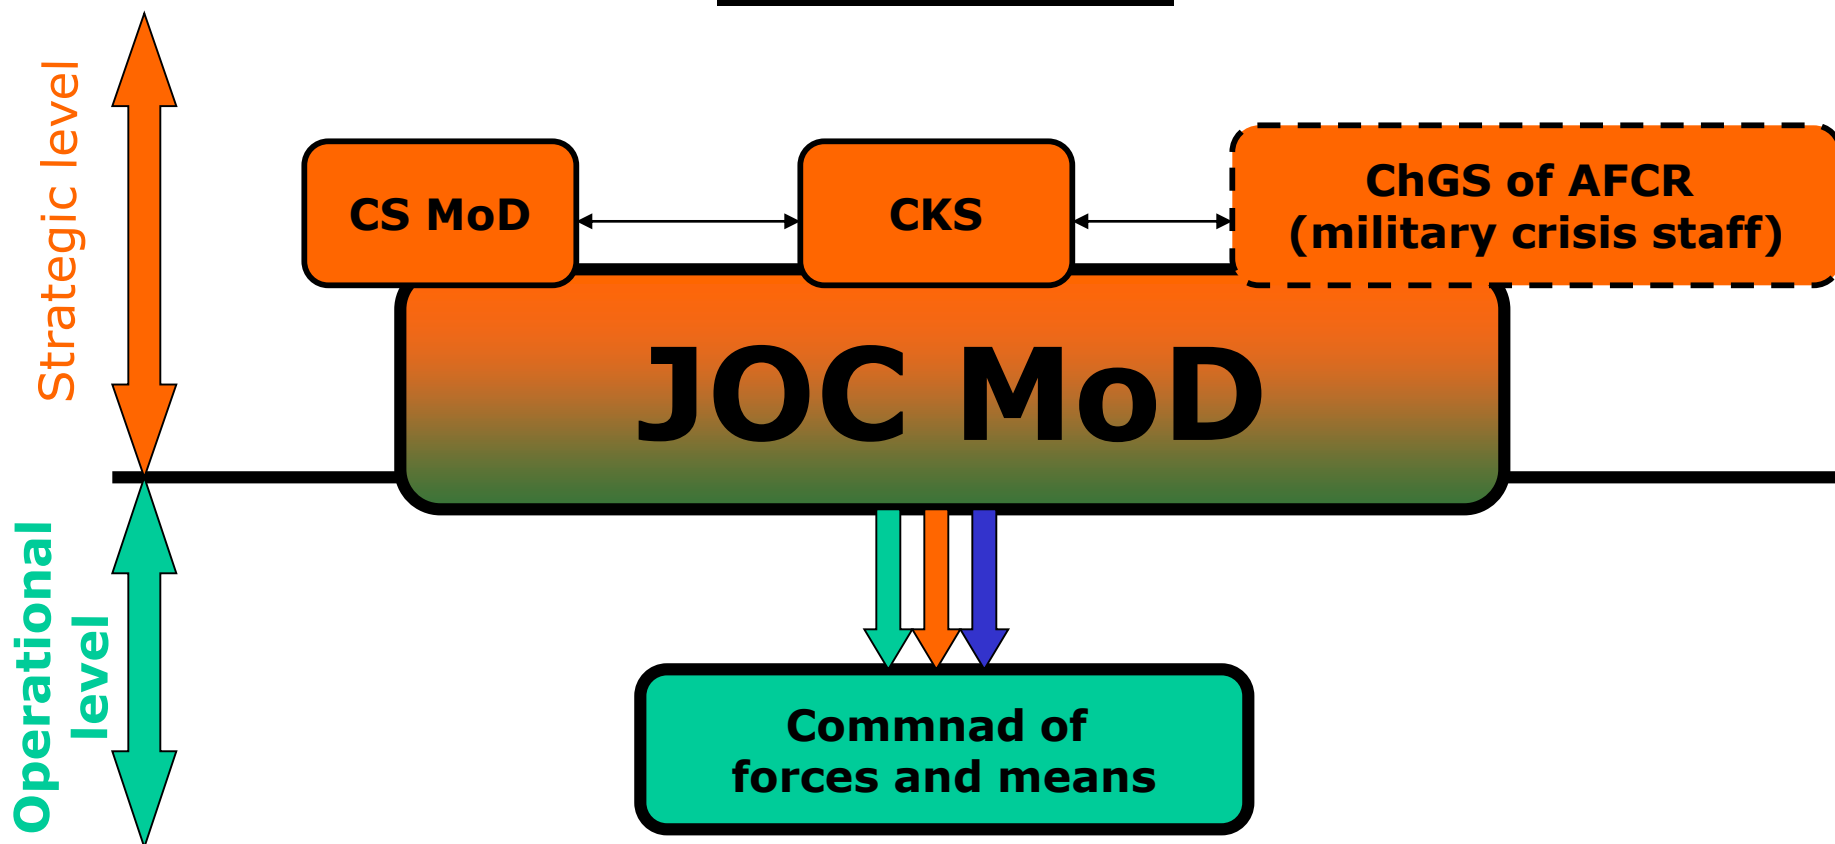 Strategic level
CS MoD
CKS
ChGS of AFCR
(military crisis staff)
JOC MoD
Operational
level
Commnad of
forces and means